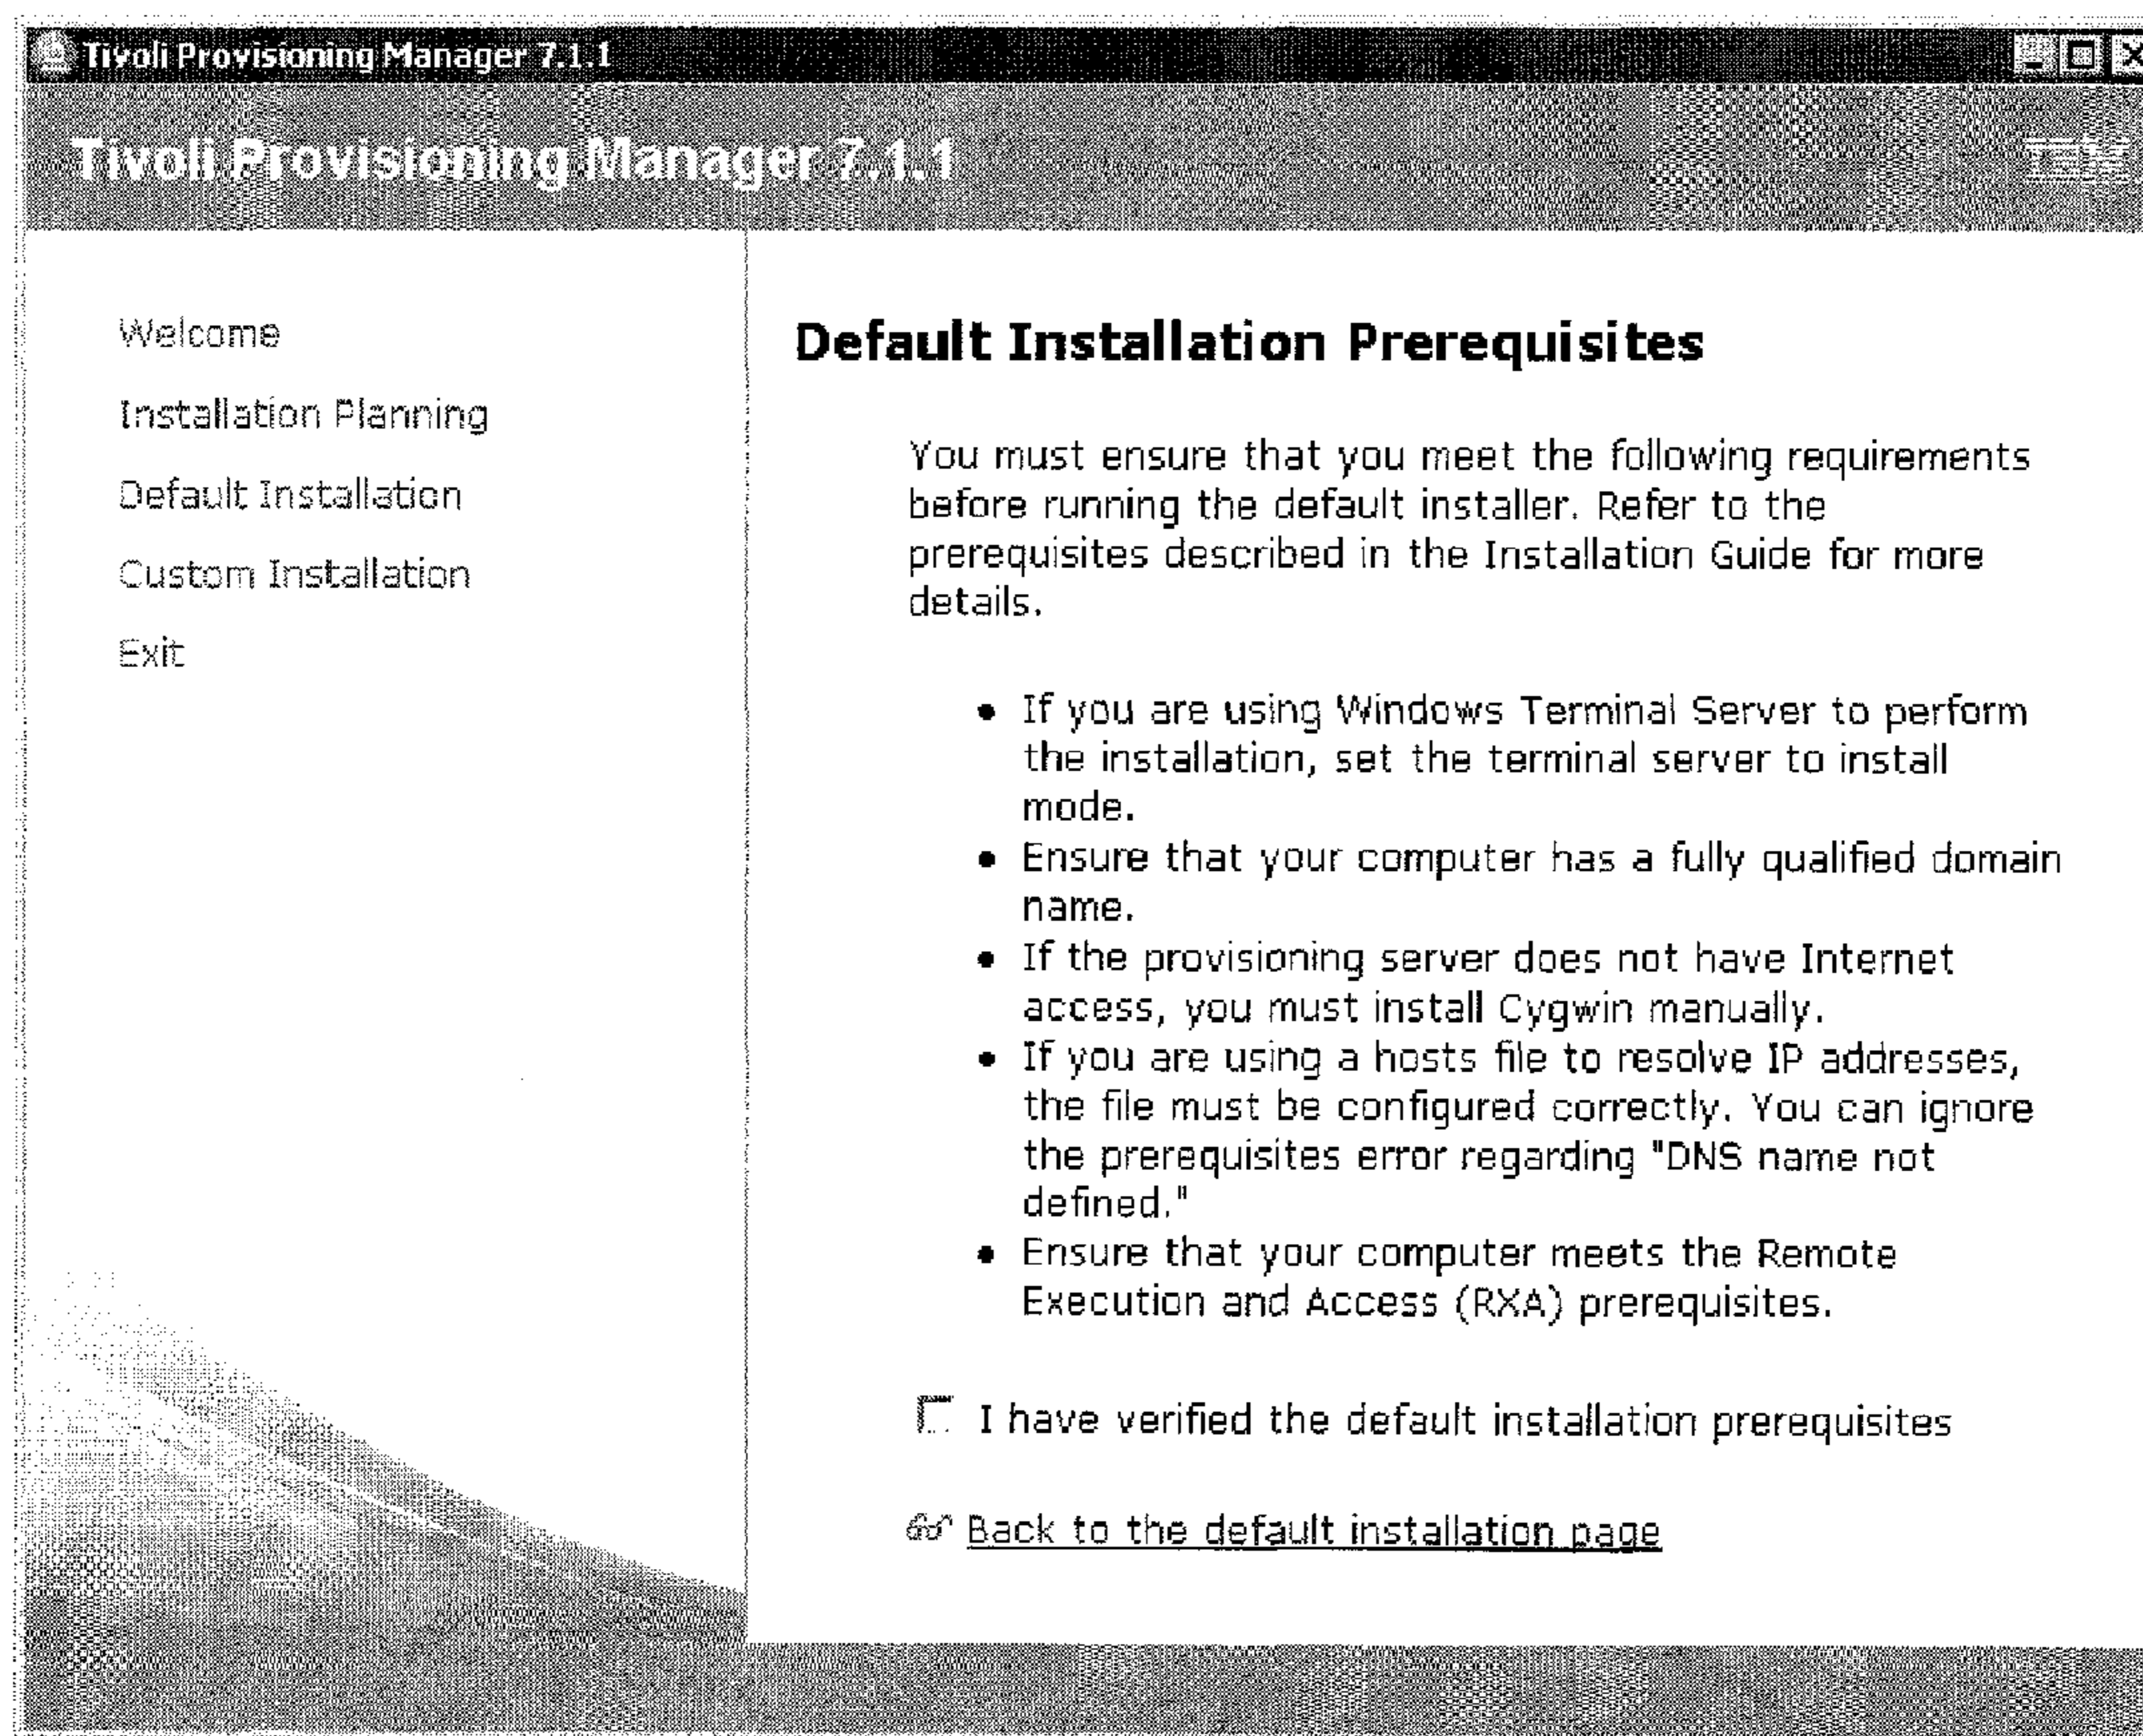 Tivoli Provisioning Manager 7.1.1
Tivoli Provisioning Manager 7.1.1
IBM
Welcome
Installation Planning
Default Installation
Custom Installation
Exit
Default Installation Prerequisites
You must ensure that you meet the following requirements
before running the default installer. Refer to the
prerequisites described in the Installation Guide for more
details.
• If you are using Windows Terminal Server to perform
the installation, set the terminal server to install
mode.
• Ensure that your computer has a fully qualified domain
name.
• If the provisioning server does not have Internet
access, you must install Cygwin manually.
• If you are using a hosts file to resolve IP addresses,
the file must be configured correctly. You can ignore
the prerequisites error regarding "DNS name not
defined."
• Ensure that your computer meets the Remote
Execution and Access (RXA) prerequisites.
I have verified the default installation prerequisites
Back to the default installation page